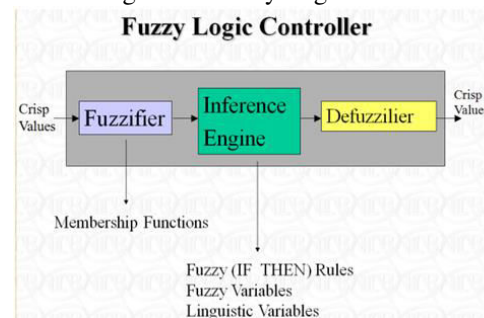 Fuzzy Logic Controller
Crisp
Values
Fuzzifier
Inference
Engine
Defuzzilier
Crisp
Value
Membership Functions
Fuzzy (IF THEN) Rules
Fuzzy Variables
Linguistic Variables